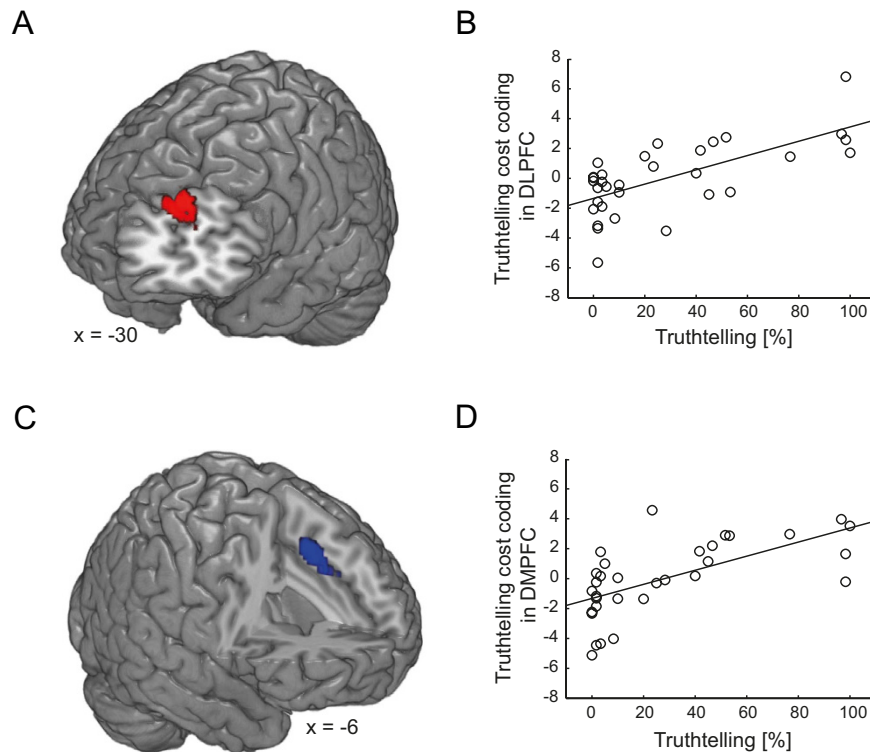 A
x = -30
B
Truthtelling cost coding
in DLPFC
8
6
4
2
0
-2
-4
-6
-8
0 20 40 60 80 100
Truthtelling [%]
C
x = -6
D
Truthtelling cost coding
in DMPFC
8
6
4
2
0
-2
-4
-6
-8
0 20 40 60 80 100
Truthtelling [%]